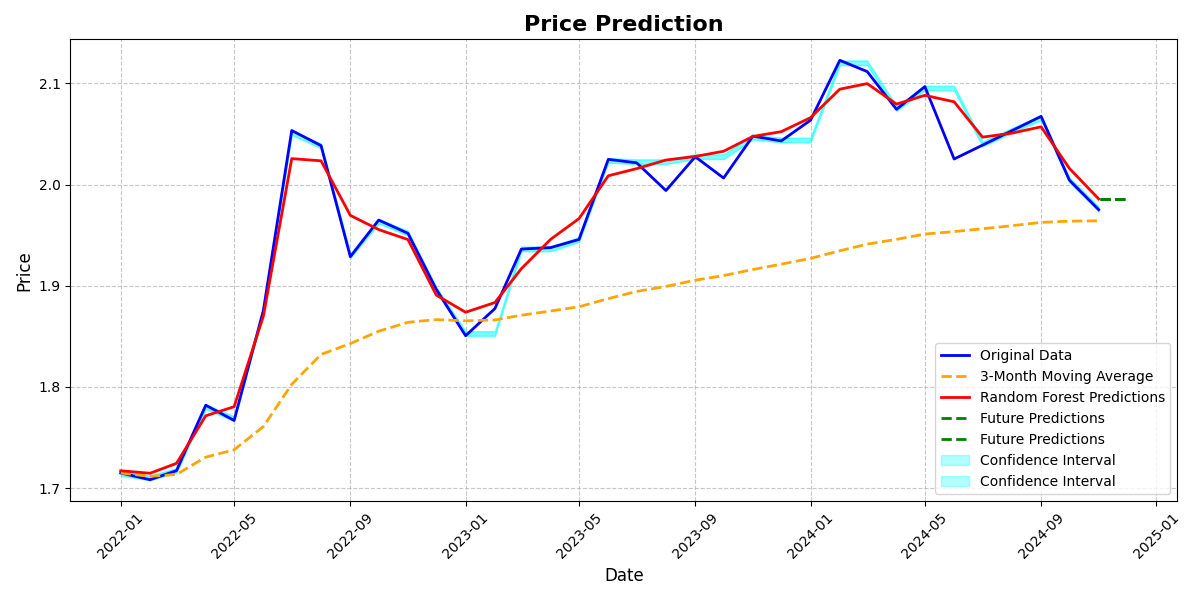 Price Prediction
Price
2.1
2.0
1.9
1.8
1.7
Original Data
3-Month Moving Average
Random Forest Predictions
Future Predictions
Future Predictions
Confidence Interval
Confidence Interval
2022-01
2022-05
2022-09
2023-01
2023-05
2023-09
2024-01
2024-05
2024-09
2025-01
Date